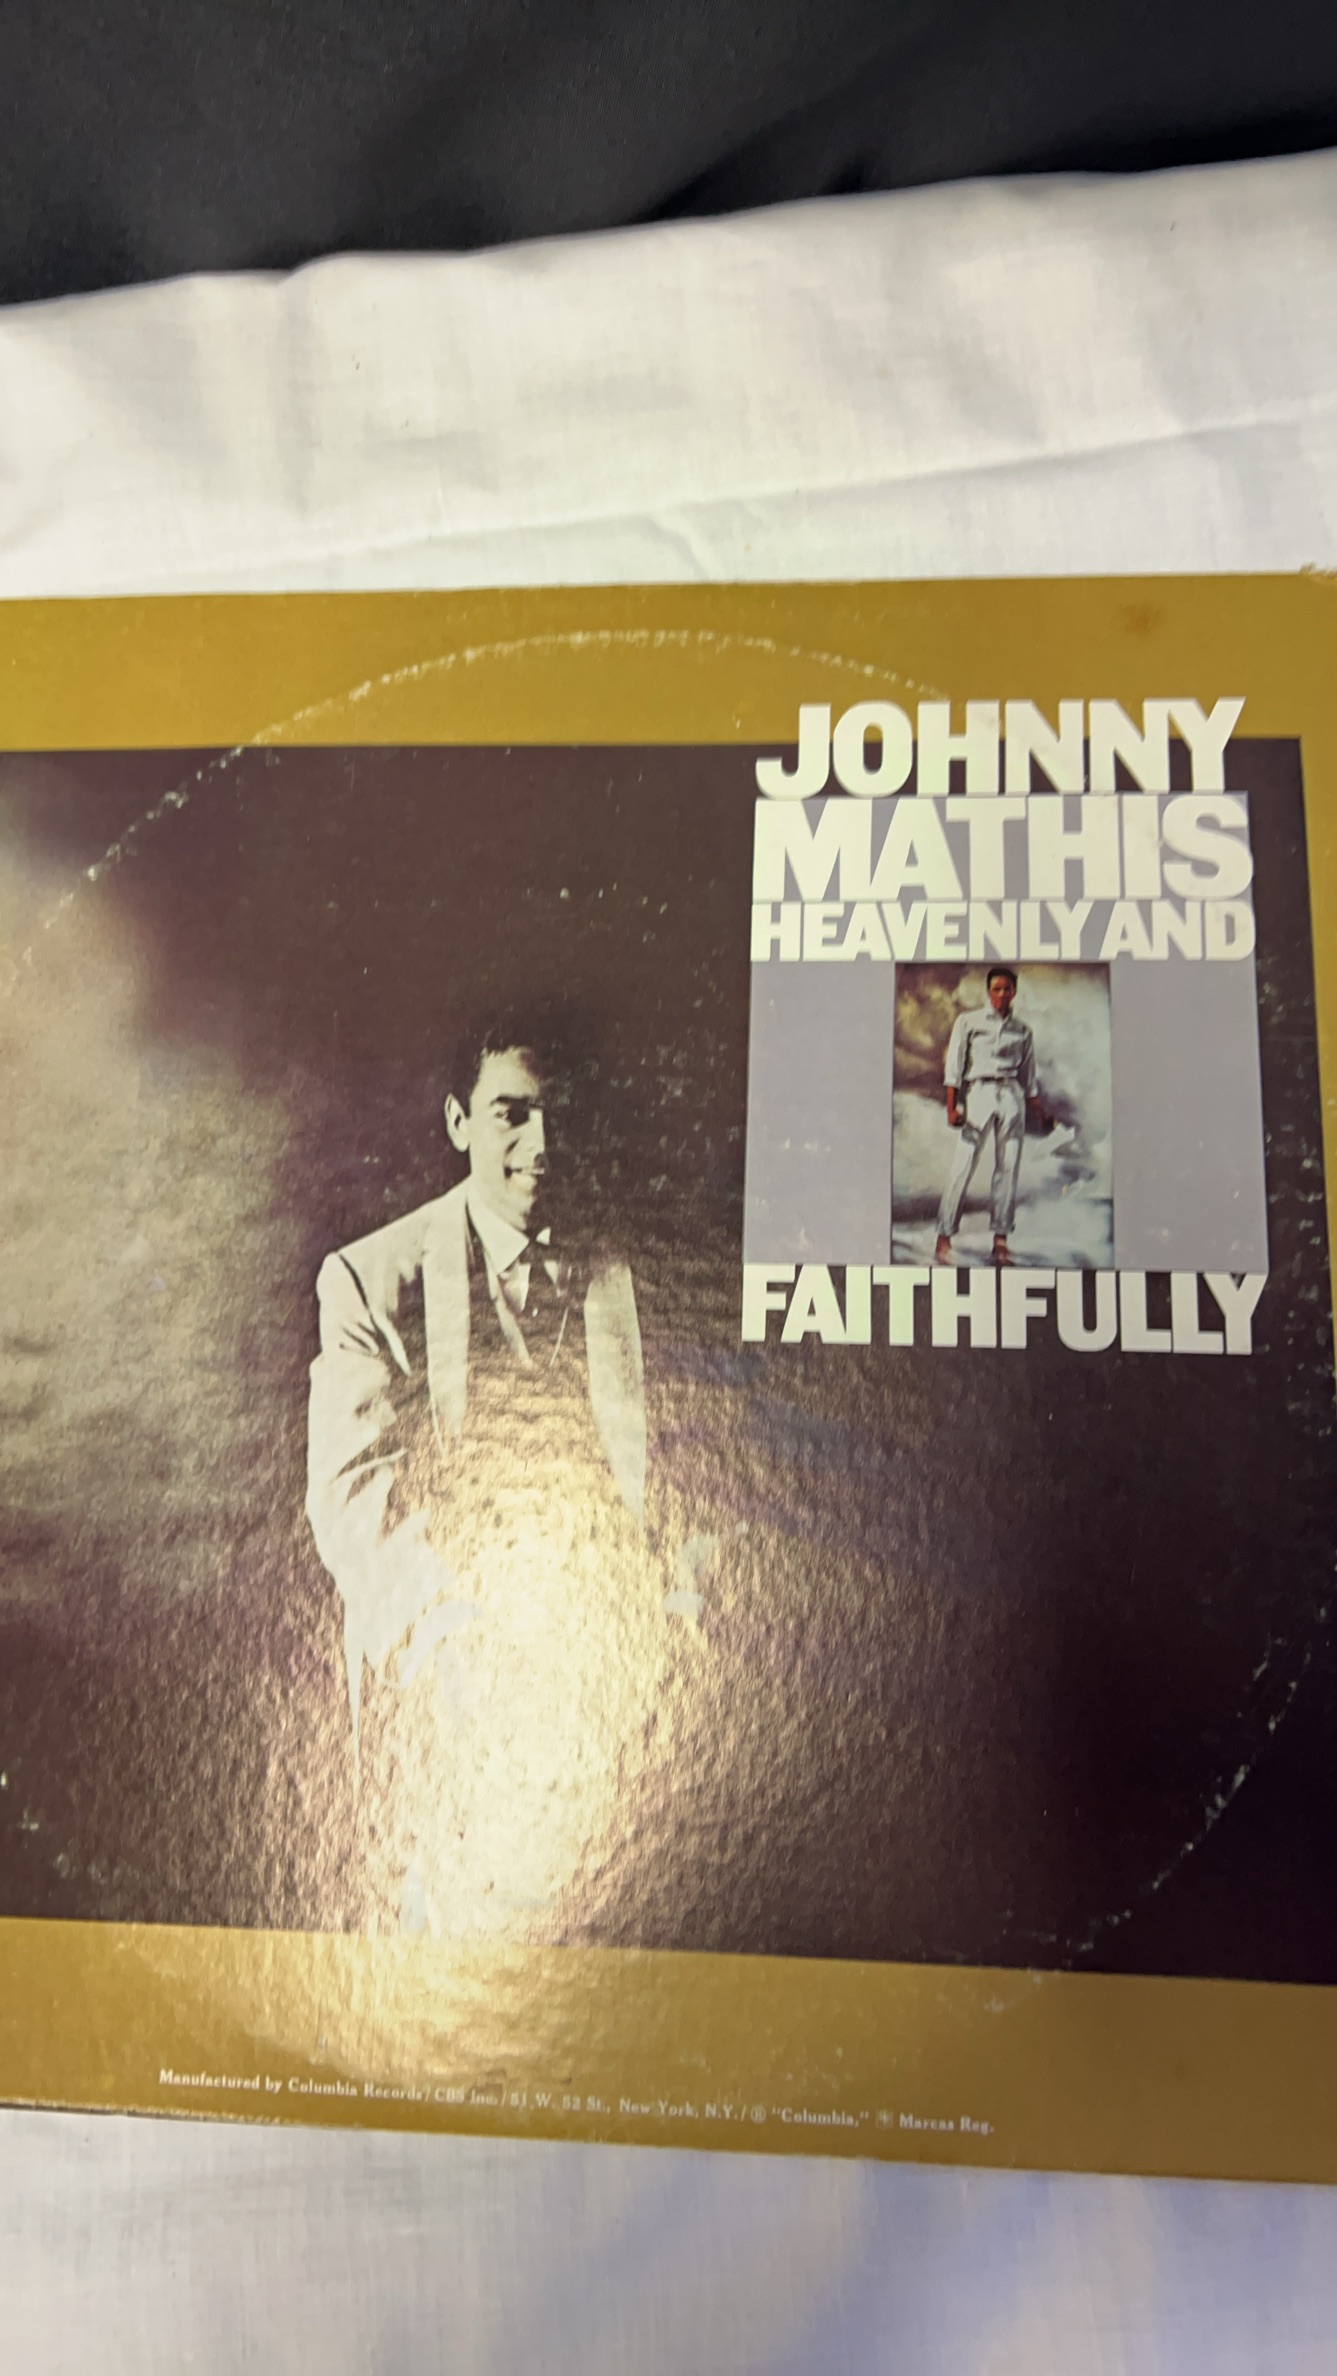 JOHNNY
MATHIS
HEAVENLY AND
FAITHFULLY
Manufactured by Columbia Records / CBS Inc. / 51 W. 52 St., New York, N.Y. / ® "Columbia," Marcas Reg.